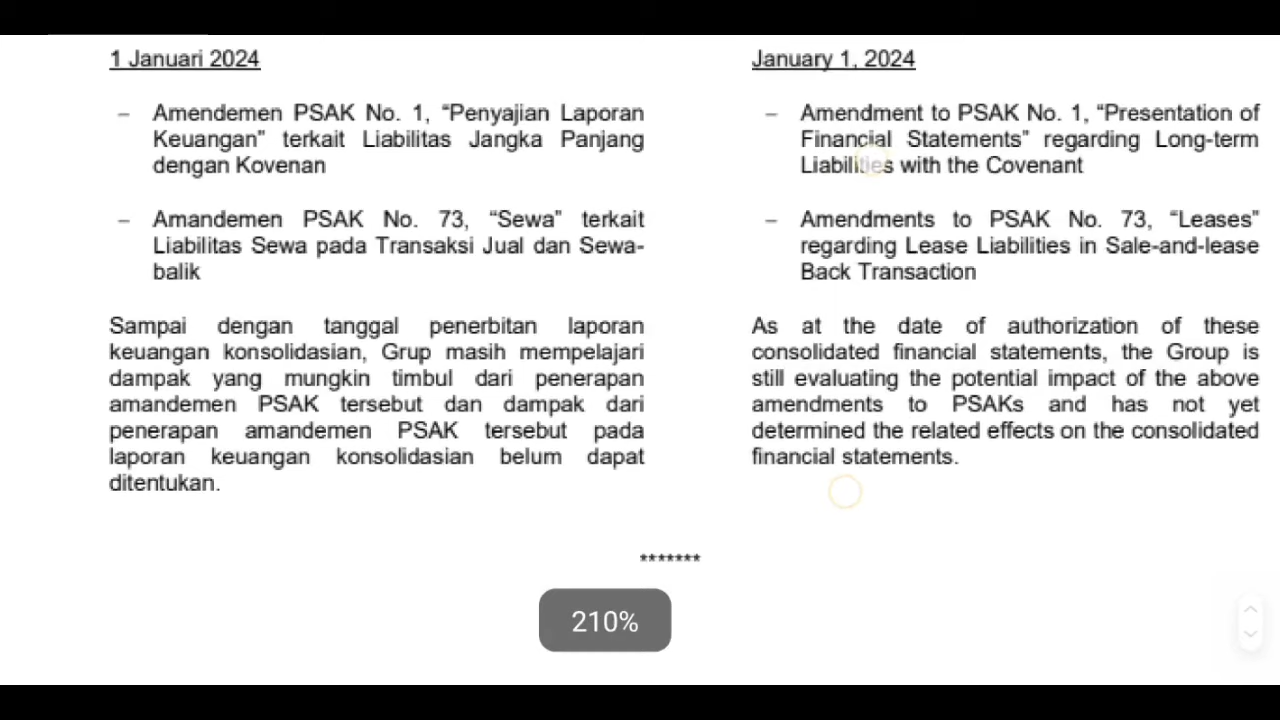 1 Januari 2024
– Amendemen PSAK No. 1, “Penyajian Laporan
Keuangan” terkait Liabilitas Jangka Panjang
dengan Kovenan
– Amandemen PSAK No. 73, “Sewa” terkait
Liabilitas Sewa pada Transaksi Jual dan Sewa-
balik
Sampai dengan tanggal penerbitan laporan
keuangan konsolidasian, Grup masih mempelajari
dampak yang mungkin timbul dari penerapan
amandemen PSAK tersebut dan dampak dari
penerapan amandemen PSAK tersebut pada
laporan keuangan konsolidasian belum dapat
ditentukan.
January 1, 2024
– Amendment to PSAK No. 1, “Presentation of
Financial Statements” regarding Long-term
Liabilities with the Covenant
– Amendments to PSAK No. 73, “Leases”
regarding Lease Liabilities in Sale-and-lease
Back Transaction
As at the date of authorization of these
consolidated financial statements, the Group is
still evaluating the potential impact of the above
amendments to PSAKs and has not yet
determined the related effects on the consolidated
financial statements.
*******
210%